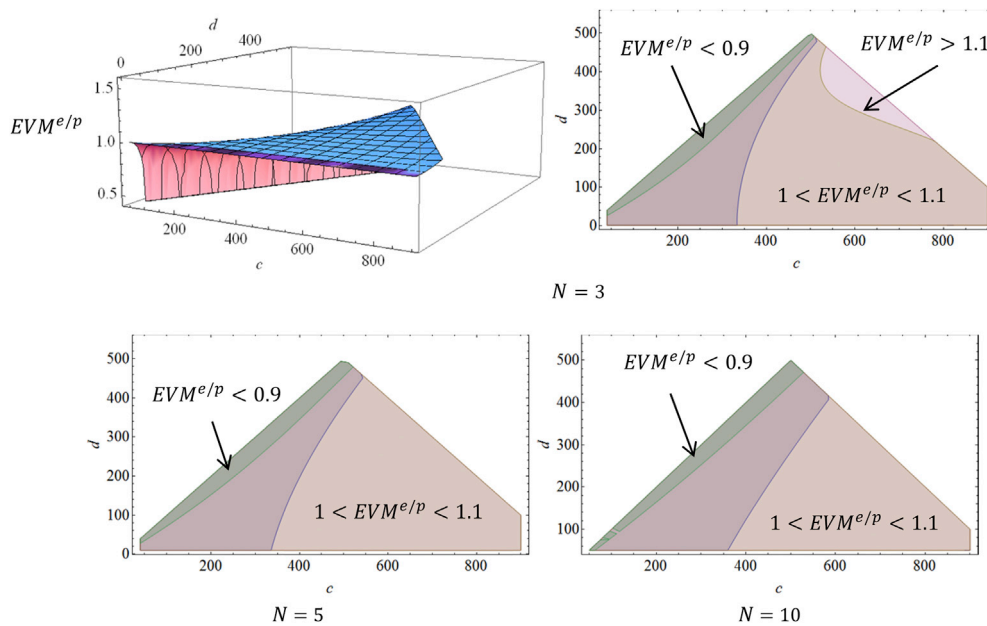 d
0
200
400
1.5
EVM^{e/p}
1.0
0.5
200
400
600
800
c
500
400
300
200
100
0
d
EVM^{e/p} < 0.9
EVM^{e/p} > 1.1
1 < EVM^{e/p} < 1.1
200
400
600
800
c
N = 3
500
400
300
200
100
0
d
EVM^{e/p} < 0.9
1 < EVM^{e/p} < 1.1
200
400
600
800
c
N = 5
500
400
300
200
100
d
EVM^{e/p} < 0.9
1 < EVM^{e/p} < 1.1
200
400
600
800
c
N = 10